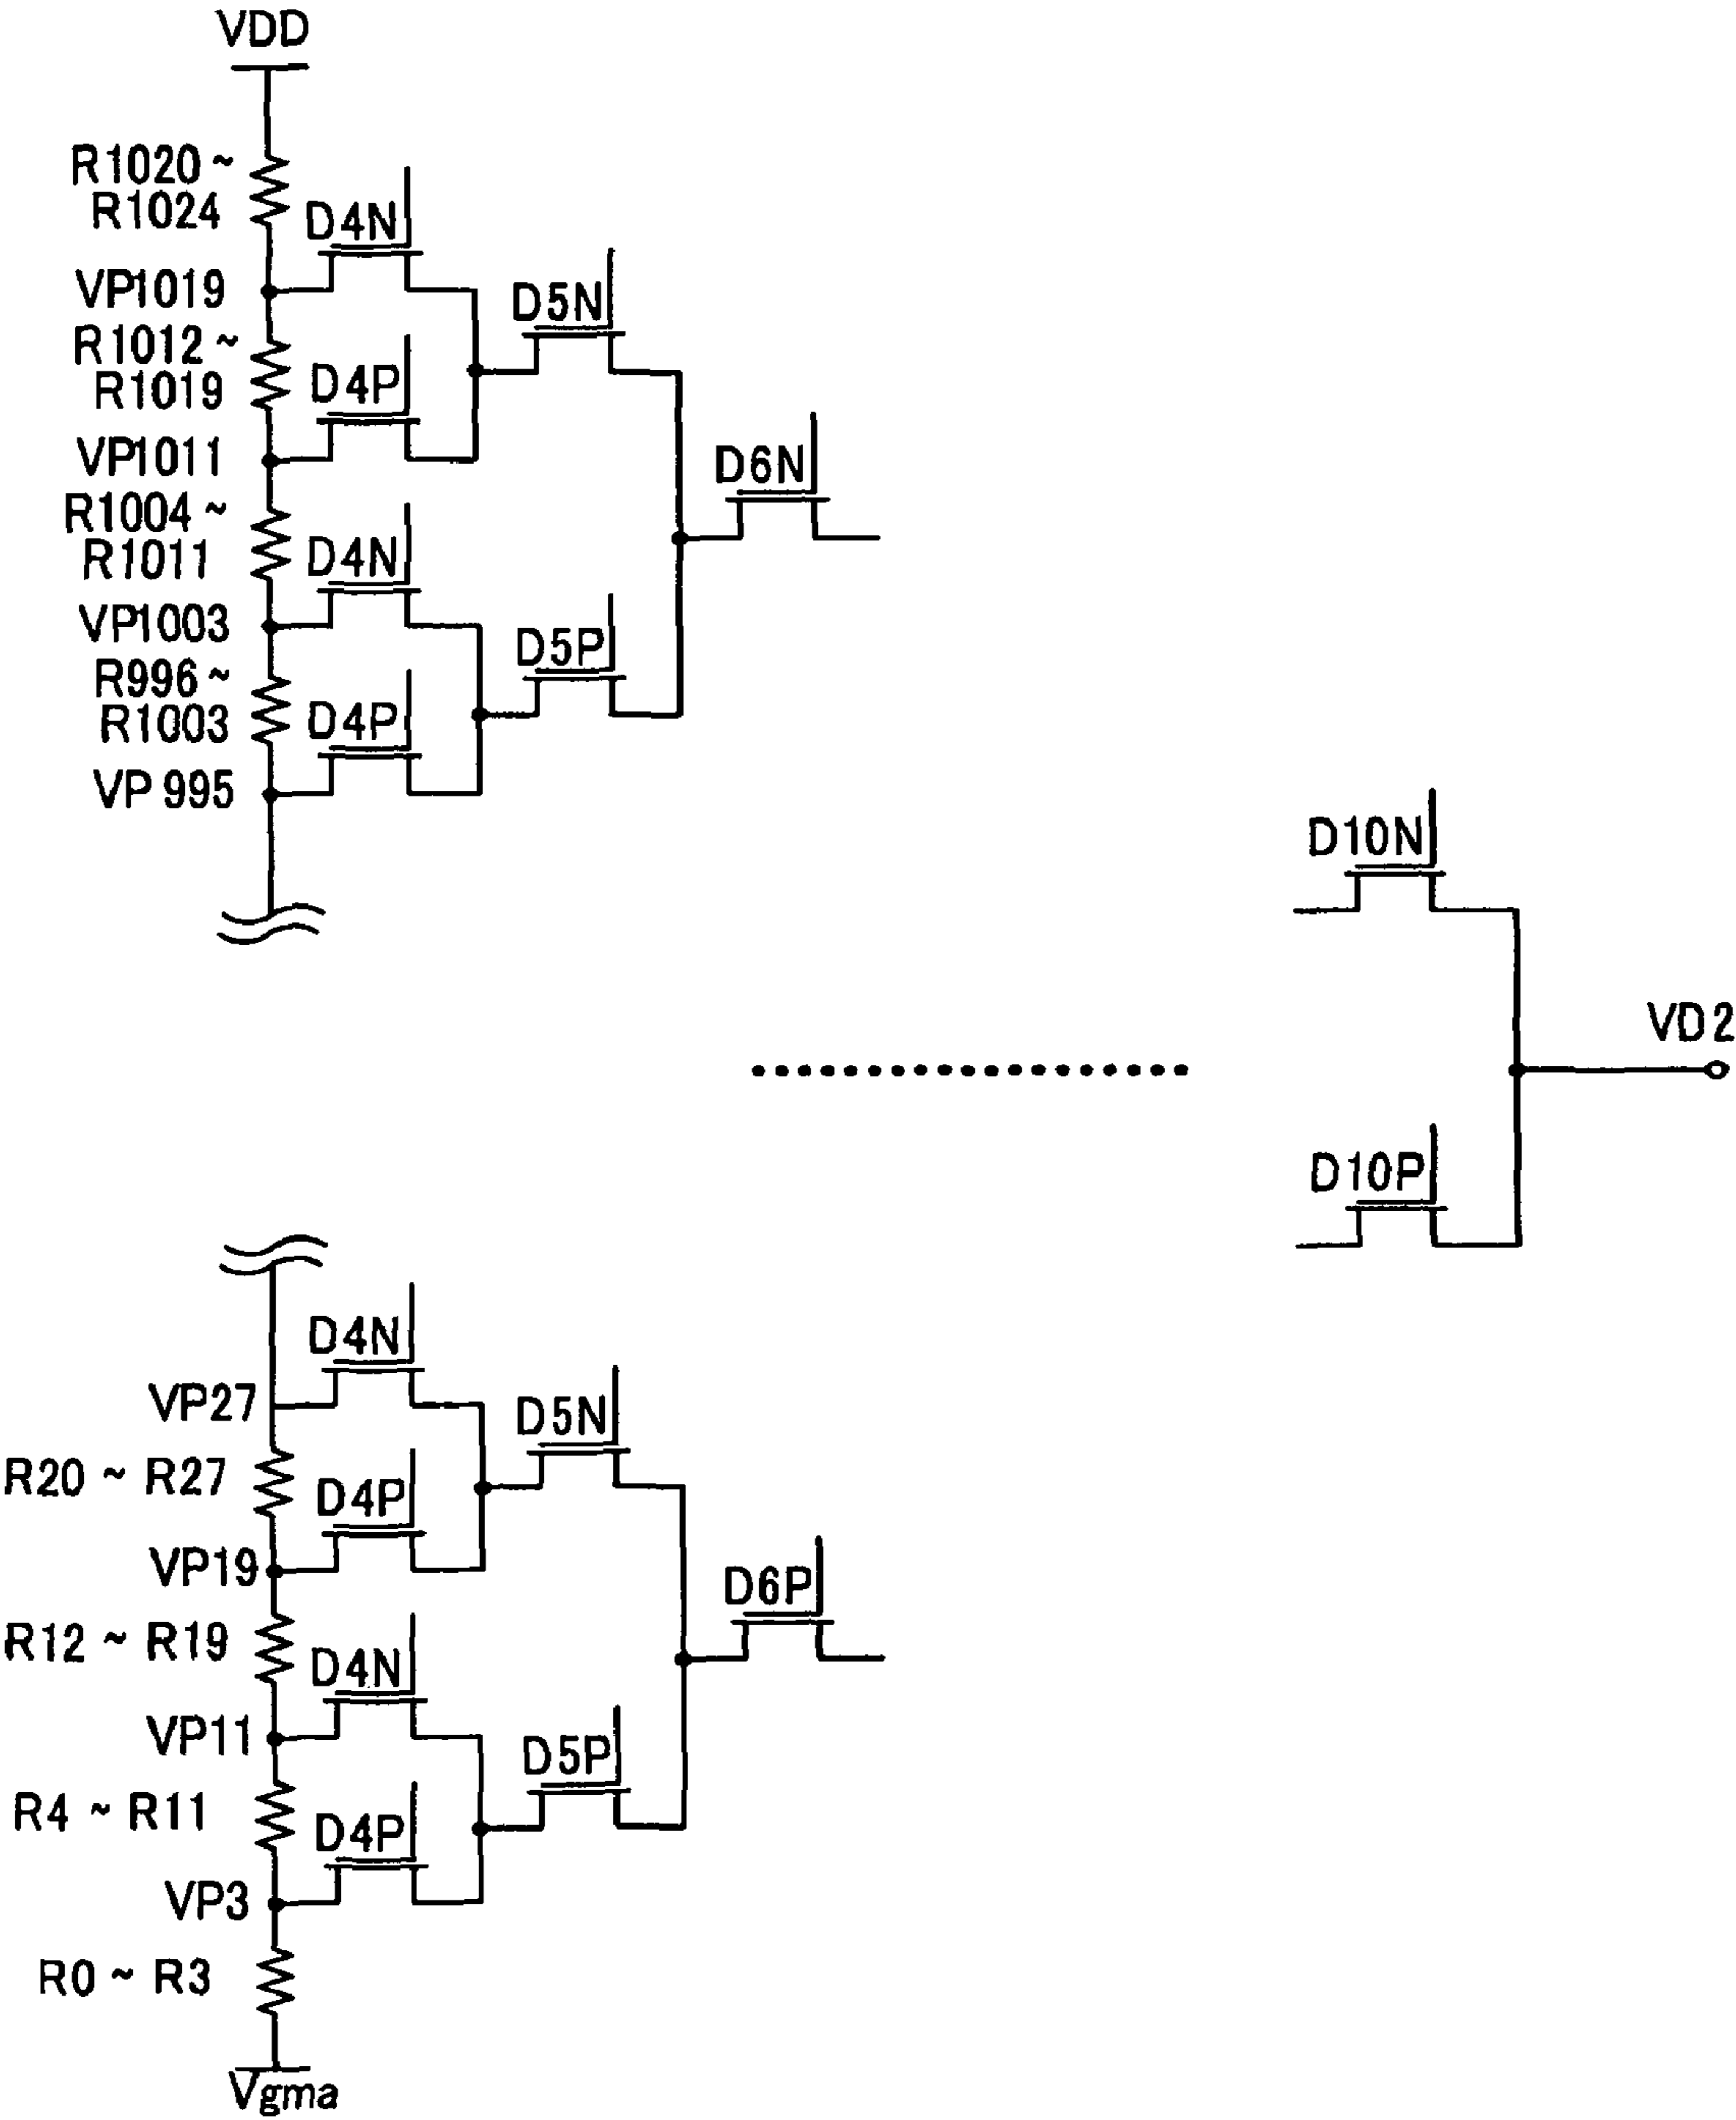 VDD
R1020~
R1024
D4N
VP1019
D5N
R1012~
R1019
D4P
VP1011
D6N
R1004~
R1011
D4N
VP1003
D5P
R996~
R1003
D4P
VP995
D10N
VD2
D10P
D4N
VP27
D5N
R20 ~ R27
D4P
VP19
D6P
R12 ~ R19
D4N
VP11
D5P
R4 ~ R11
D4P
VP3
R0 ~ R3
Vgma